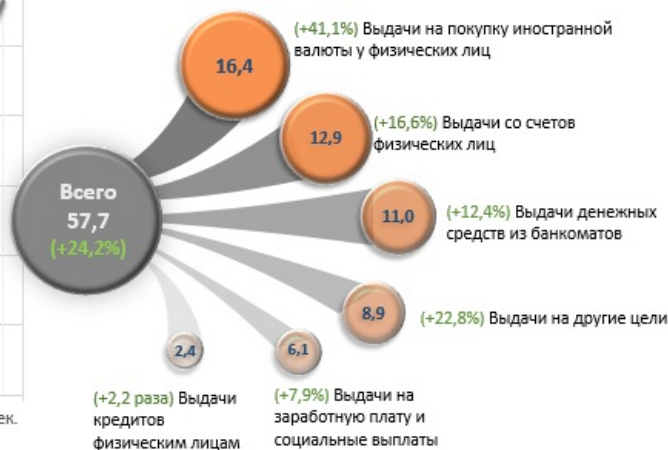 (+41,1%) Выдачи на покупку иностранной
валюты у физических лиц
16,4
(+16,6%) Выдачи со счетов
физических лиц
12,9
Всего
57,7
(+24,2%)
11,0
(+12,4%) Выдачи денежных
средств из банкоматов
8,9
(+22,8%) Выдачи на другие цели
2,4
6,1
(+2,2 раза) Выдачи
кредитов
физическим лицам
(+7,9%) Выдачи на
заработную плату и
социальные выплаты
ек.